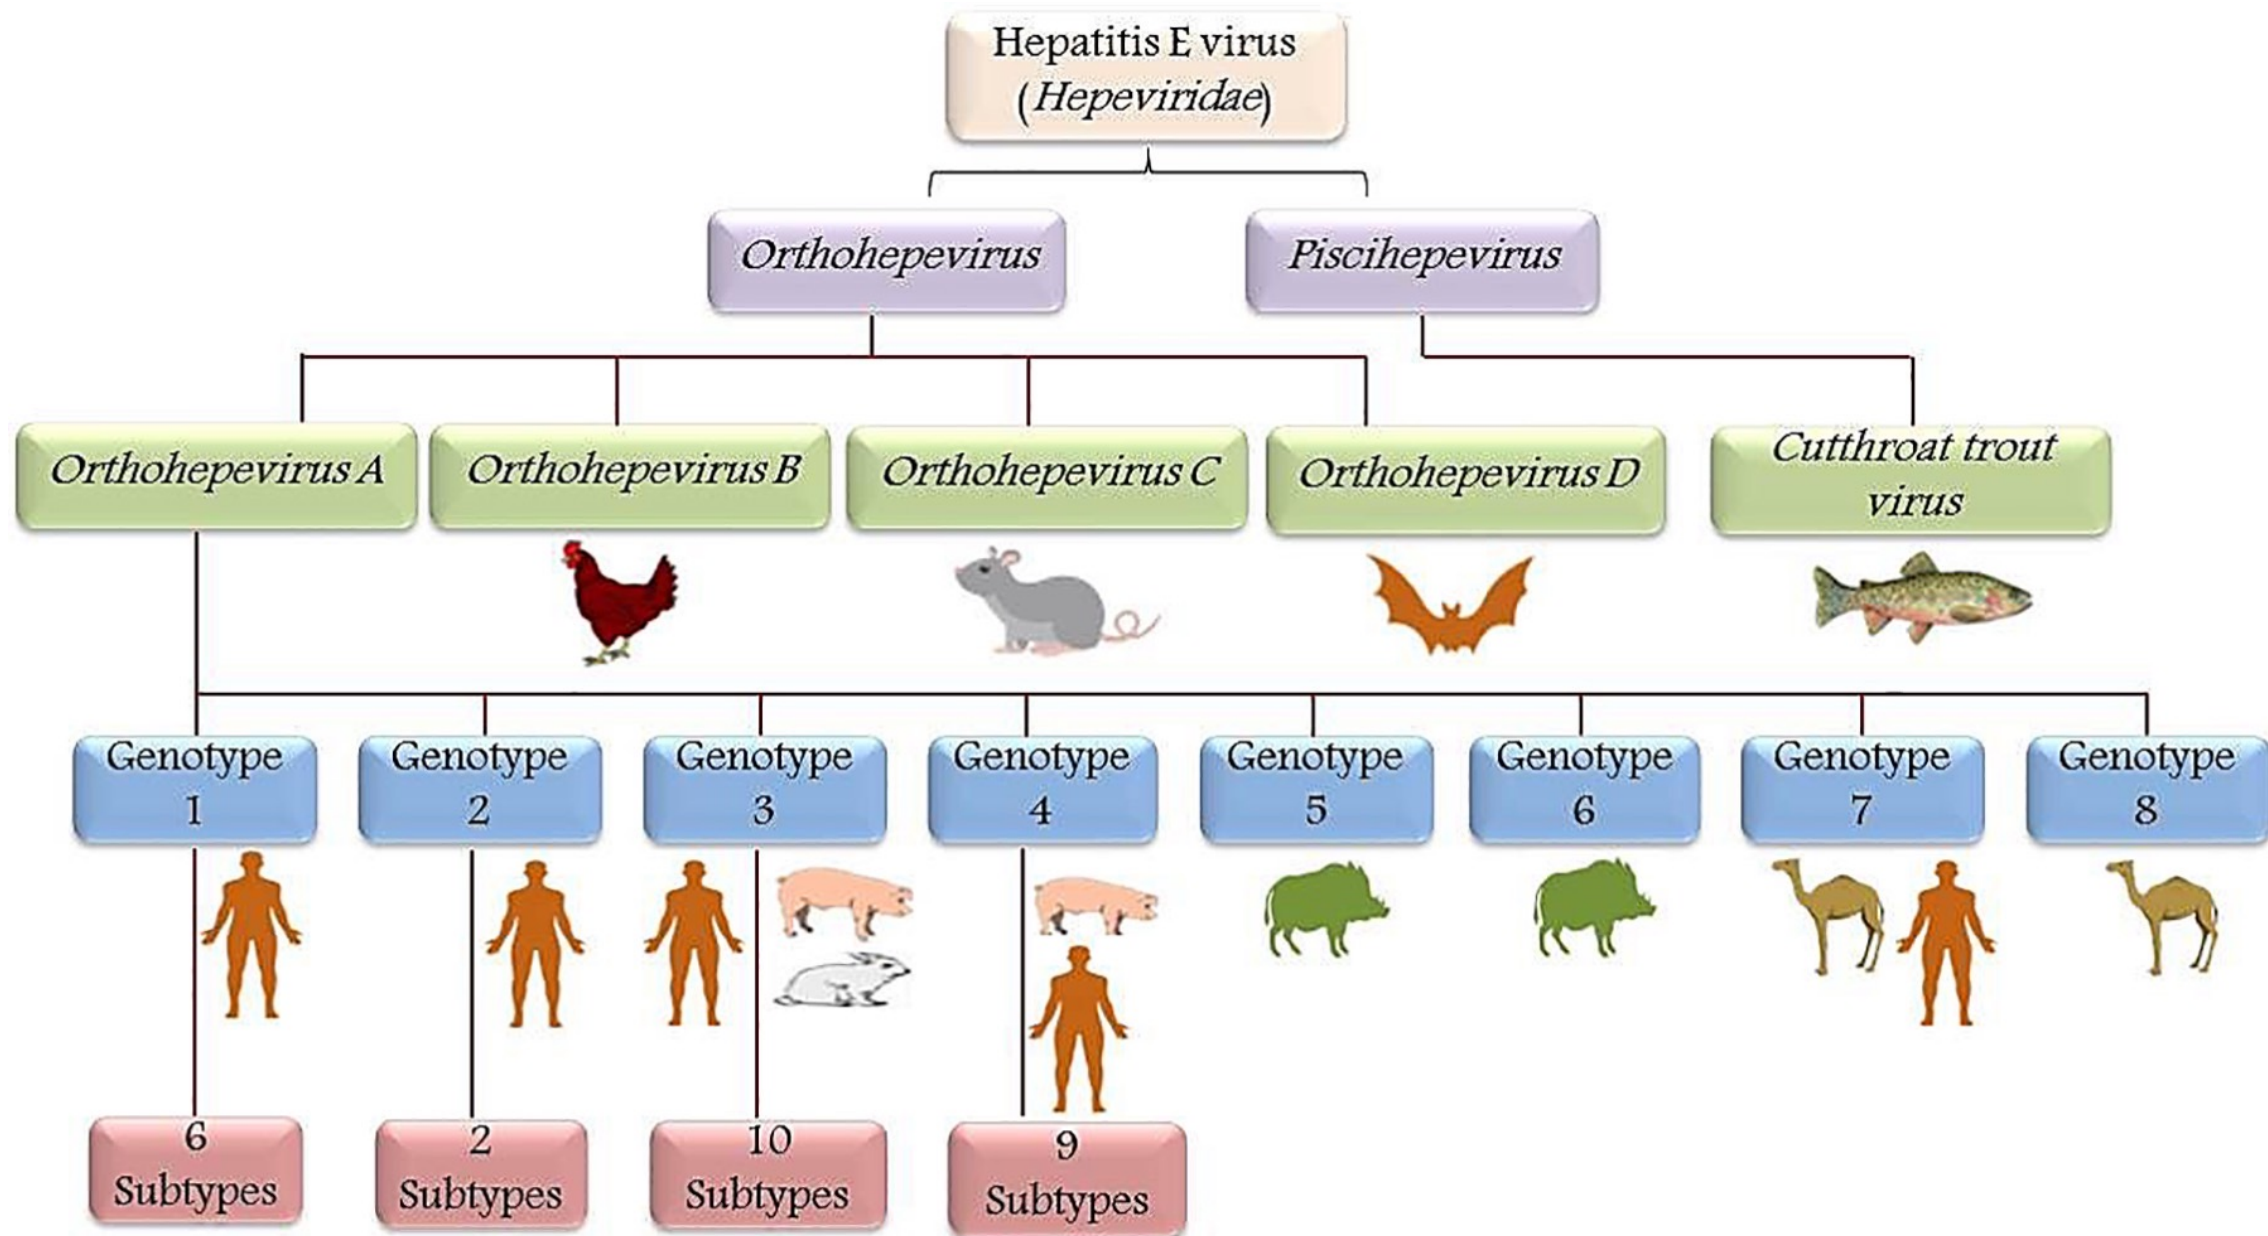 Hepatitis E virus
(Hepeviridae)
Orthohepevirus
Piscihepevirus
Orthohepevirus A
Orthohepevirus B
Orthohepevirus C
Orthohepevirus D
Cutthroat trout
virus
Genotype
1
Genotype
2
Genotype
3
Genotype
4
Genotype
5
Genotype
6
Genotype
7
Genotype
8
6
Subtypes
2
Subtypes
10
Subtypes
9
Subtypes